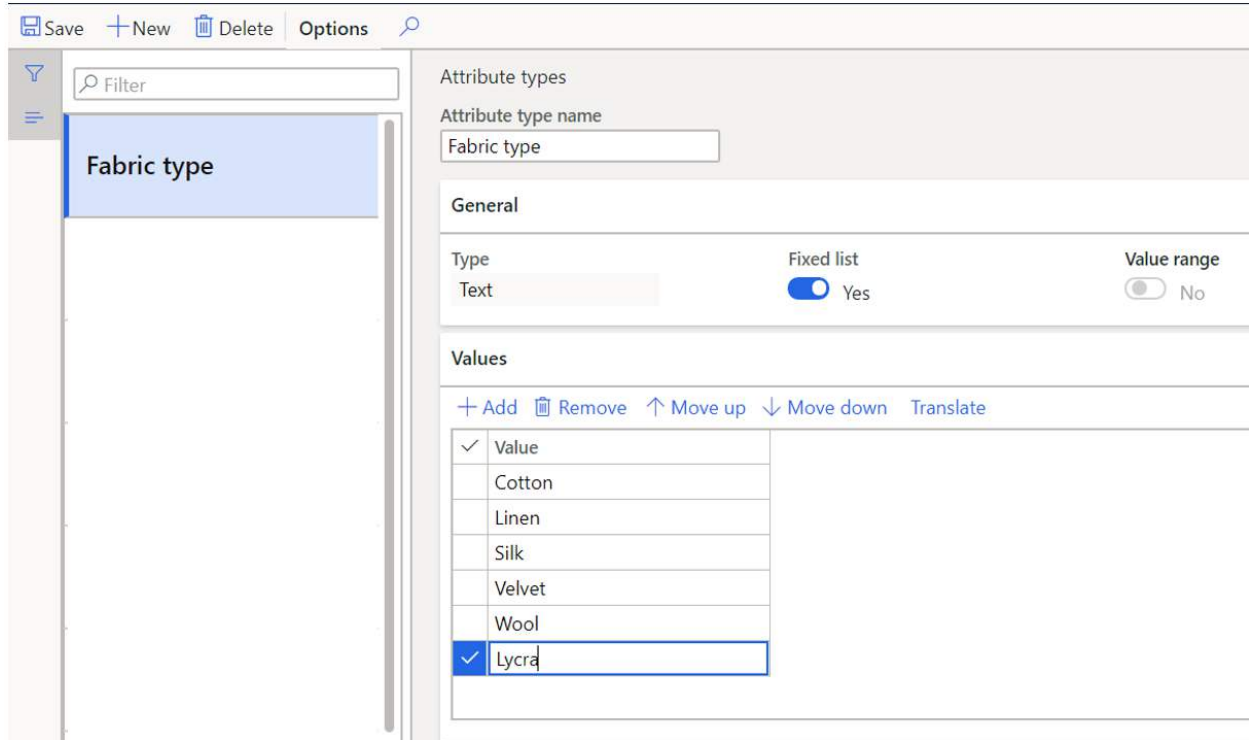 Save New Delete Options
Filter
Fabric type
Attribute types
Attribute type name
Fabric type
General
Type Fixed list Value range
Text Yes No
Values
Add Remove Move up Move down Translate
Value
Cotton
Linen
Silk
Velvet
Wool
Lycra